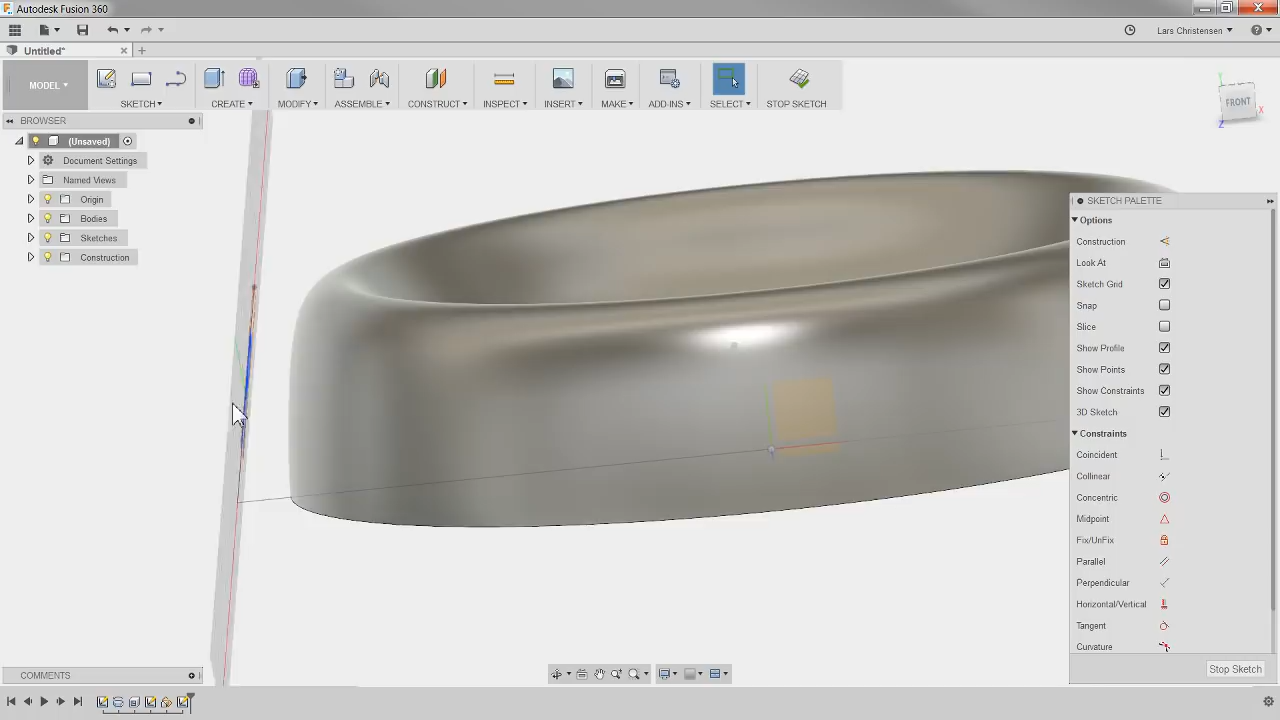 Autodesk Fusion 360
Lars Christensen
Untitled*
MODEL
SKETCH
CREATE
MODIFY
ASSEMBLE
CONSTRUCT
INSPECT
INSERT
MAKE
ADD-INS
SELECT
STOP SKETCH
FRONT
Y
X
Z
BROWSER
(Unsaved)
Document Settings
Named Views
Origin
Bodies
Sketches
Construction
SKETCH PALETTE
Options
Construction
Look At
Sketch Grid
Snap
Slice
Show Profile
Show Points
Show Constraints
3D Sketch
Constraints
Coincident
Collinear
Concentric
Midpoint
Fix/UnFix
Parallel
Perpendicular
Horizontal/Vertical
Tangent
Curvature
Stop Sketch
COMMENTS